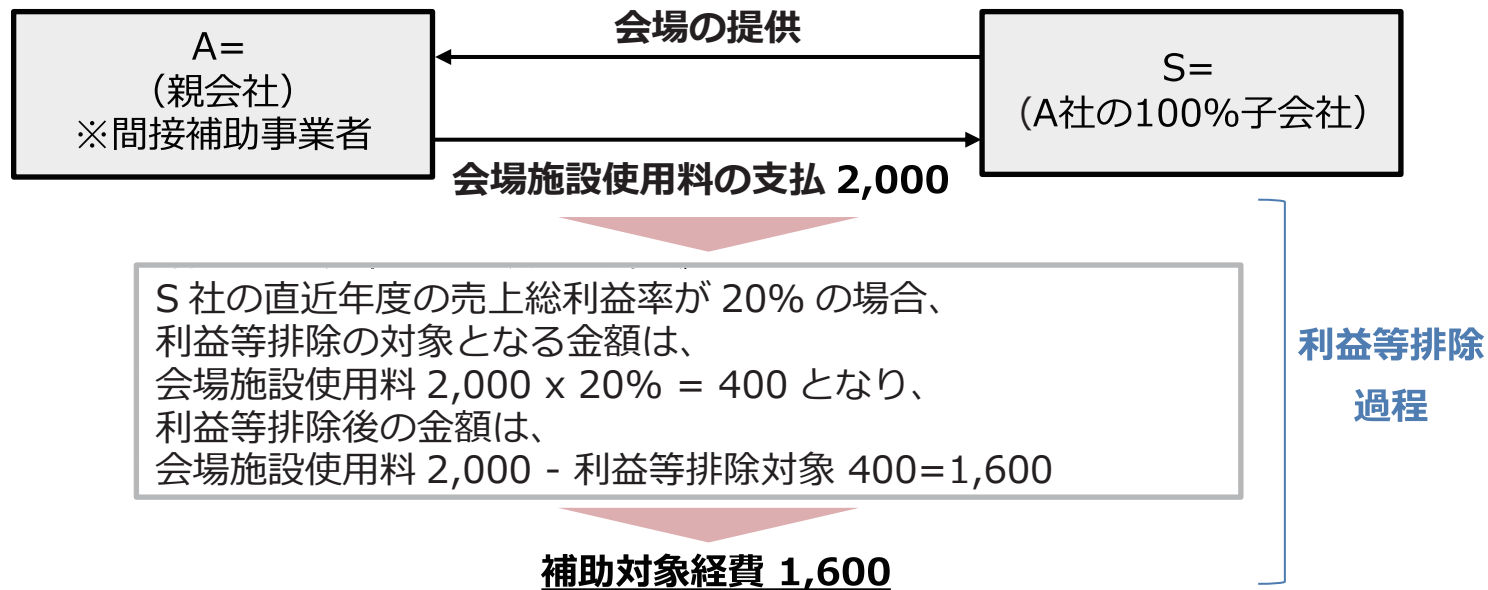 会場の提供
A=
（親会社）
※間接補助事業者
S=
（A社の100%子会社）
会場施設使用料の支払 2,000
S 社の直近年度の売上総利益率が 20% の場合、
利益等排除の対象となる金額は、
会場施設使用料 2,000 x 20% = 400 となり、
利益等排除後の金額は、
会場施設使用料 2,000 - 利益等排除対象 400=1,600
利益等排除
過程
補助対象経費 1,600